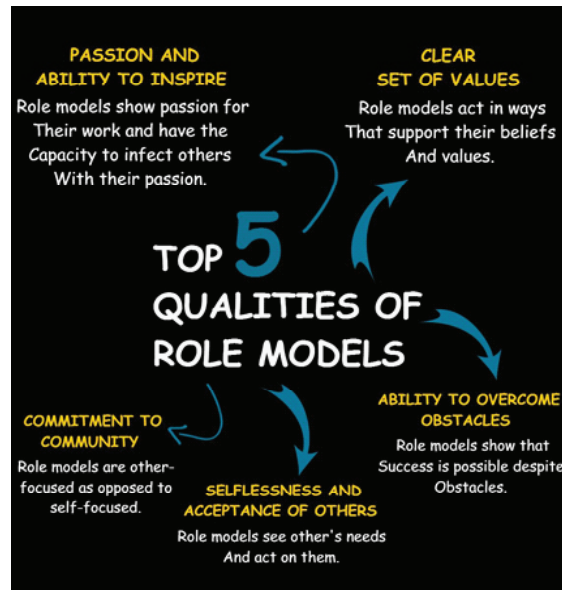 PASSION AND
ABILITY TO INSPIRE
Role models show passion for
Their work and have the
Capacity to infect others
With their passion.
CLEAR
SET OF VALUES
Role models act in ways
That support their beliefs
And values.
TOP 5
QUALITIES OF
ROLE MODELS
ABILITY TO OVERCOME
OBSTACLES
Role models show that
Success is possible despite
Obstacles.
COMMITMENT TO
COMMUNITY
Role models are other-
focused as opposed to
self-focused.
SELFLESSNESS AND
ACCEPTANCE OF OTHERS
Role models see other's needs
And act on them.